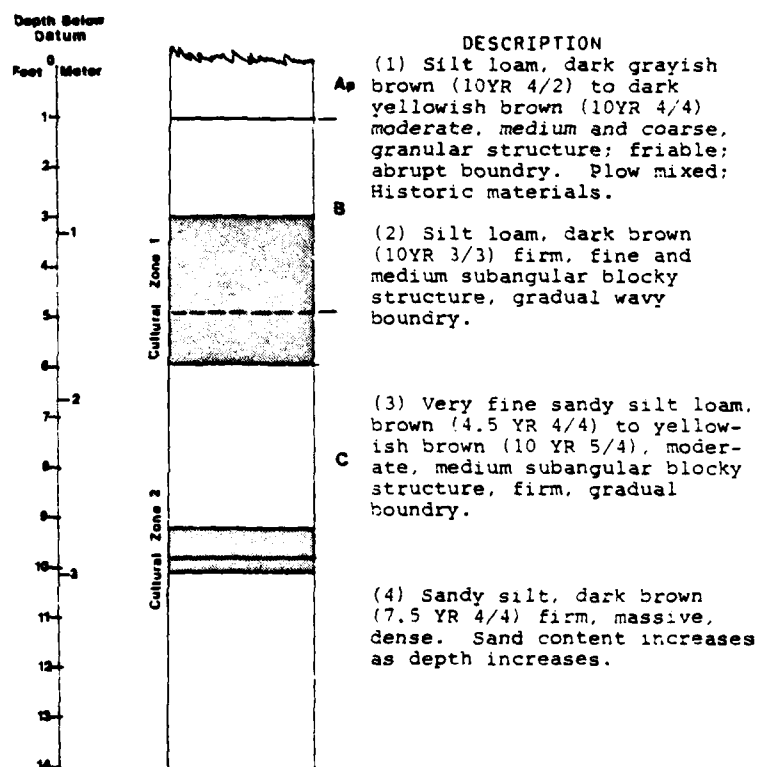 Depth Below
Datum
0
Feet Meter
1
2
3
1
4
5
6
2
7
8
9
10
3
11
12
13
14
Cultural Zone 1
Cultural Zone 2
Ap
B
C
DESCRIPTION
(1) Silt loam, dark grayish
brown (10YR 4/2) to dark
yellowish brown (10YR 4/4)
moderate, medium and coarse,
granular structure; friable;
abrupt boundry. Plow mixed;
Historic materials.
(2) Silt loam, dark brown
(10YR 3/3) firm, fine and
medium subangular blocky
structure, gradual wavy
boundry.
(3) Very fine sandy silt loam,
brown (4.5 YR 4/4) to yellow-
ish brown (10 YR 5/4), moder-
ate, medium subangular blocky
structure, firm, gradual
boundry.
(4) Sandy silt, dark brown
(7.5 YR 4/4) firm, massive,
dense. Sand content increases
as depth increases.